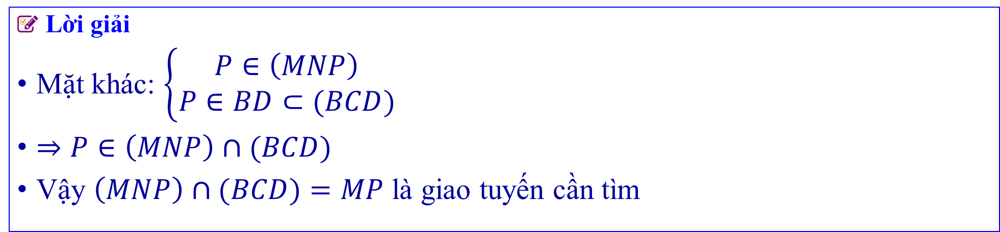 Lời giải
• Mặt khác: { 𝑃 ∈ (𝑀𝑁𝑃)
𝑃 ∈ 𝐵𝐷 ⊂ (𝐵𝐶𝐷)
• ⇒ 𝑃 ∈ (𝑀𝑁𝑃) ∩ (𝐵𝐶𝐷)
• Vậy (𝑀𝑁𝑃) ∩ (𝐵𝐶𝐷) = 𝑀𝑃 là giao tuyến cần tìm